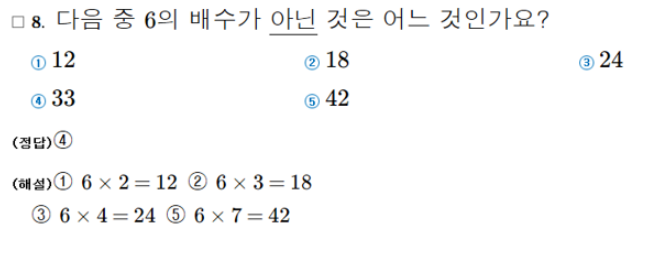 □ 8. 다음 중 6의 배수가 아닌 것은 어느 것인가요?
① 12 ② 18 ③ 24
④ 33 ⑤ 42
(정답)④
(해설)① 6 × 2 = 12 ② 6 × 3 = 18
③ 6 × 4 = 24 ⑤ 6 × 7 = 42